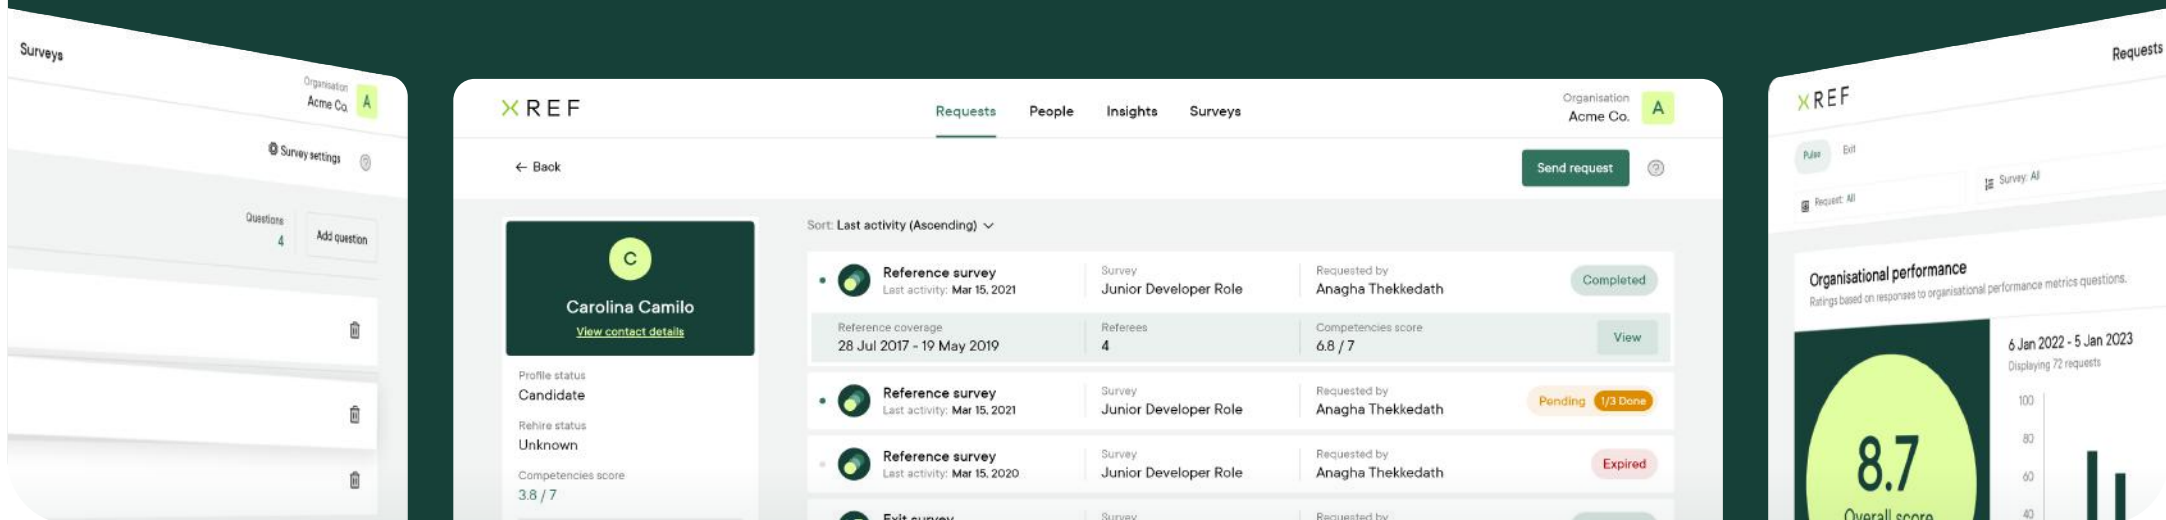 Surveys
Organisation
Acme Co.
A
Survey settings
Questions
4
Add question
XREF
Requests
People
Insights
Surveys
Organisation
Acme Co.
A
← Back
Send request
Sort: Last activity (Ascending)
C
Carolina Camilo
View contact details
Profile status
Candidate
Rehire status
Unknown
Competencies score
3.8 / 7
Reference survey
Last activity: Mar 15, 2021
Survey
Junior Developer Role
Requested by
Anagha Thekkedath
Completed
Reference coverage
28 Jul 2017 - 19 May 2019
Referees
4
Competencies score
6.8 / 7
View
Reference survey
Last activity: Mar 15, 2021
Survey
Junior Developer Role
Requested by
Anagha Thekkedath
Pending
1/3 Done
Reference survey
Last activity: Mar 15, 2020
Survey
Junior Developer Role
Requested by
Anagha Thekkedath
Expired
Exit survey
Survey
Requested by
Requests
XREF
Pulse
Exit
Request: All
Survey: All
Organisational performance
Ratings based on responses to organisational performance metrics questions.
8.7
Overall score
6 Jan 2022 - 5 Jan 2023
Displaying 72 requests
100
80
60
40